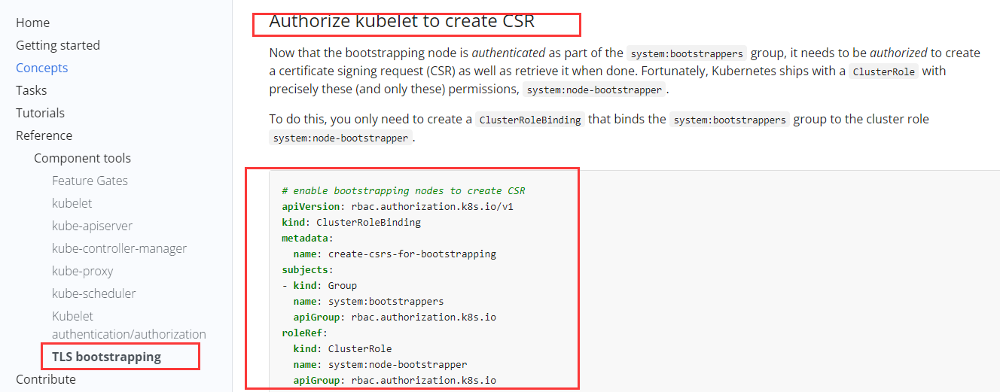 Home
Getting started
Concepts
Tasks
Tutorials
Reference
Component tools
Feature Gates
kubelet
kube-apiserver
kube-controller-manager
kube-proxy
kube-scheduler
Kubelet
authentication/authorization
TLS bootstrapping
Contribute
Authorize kubelet to create CSR
Now that the bootstrapping node is authenticated as part of the system:bootstrappers group, it needs to be authorized to create
a certificate signing request (CSR) as well as retrieve it when done. Fortunately, Kubernetes ships with a ClusterRole with
precisely these (and only these) permissions, system:node-bootstrapper.
To do this, you only need to create a ClusterRoleBinding that binds the system:bootstrappers group to the cluster role
system:node-bootstrapper.
# enable bootstrapping nodes to create CSR
apiVersion: rbac.authorization.k8s.io/v1
kind: ClusterRoleBinding
metadata:
  name: create-csrs-for-bootstrapping
subjects:
- kind: Group
  name: system:bootstrappers
  apiGroup: rbac.authorization.k8s.io
roleRef:
  kind: ClusterRole
  name: system:node-bootstrapper
  apiGroup: rbac.authorization.k8s.io